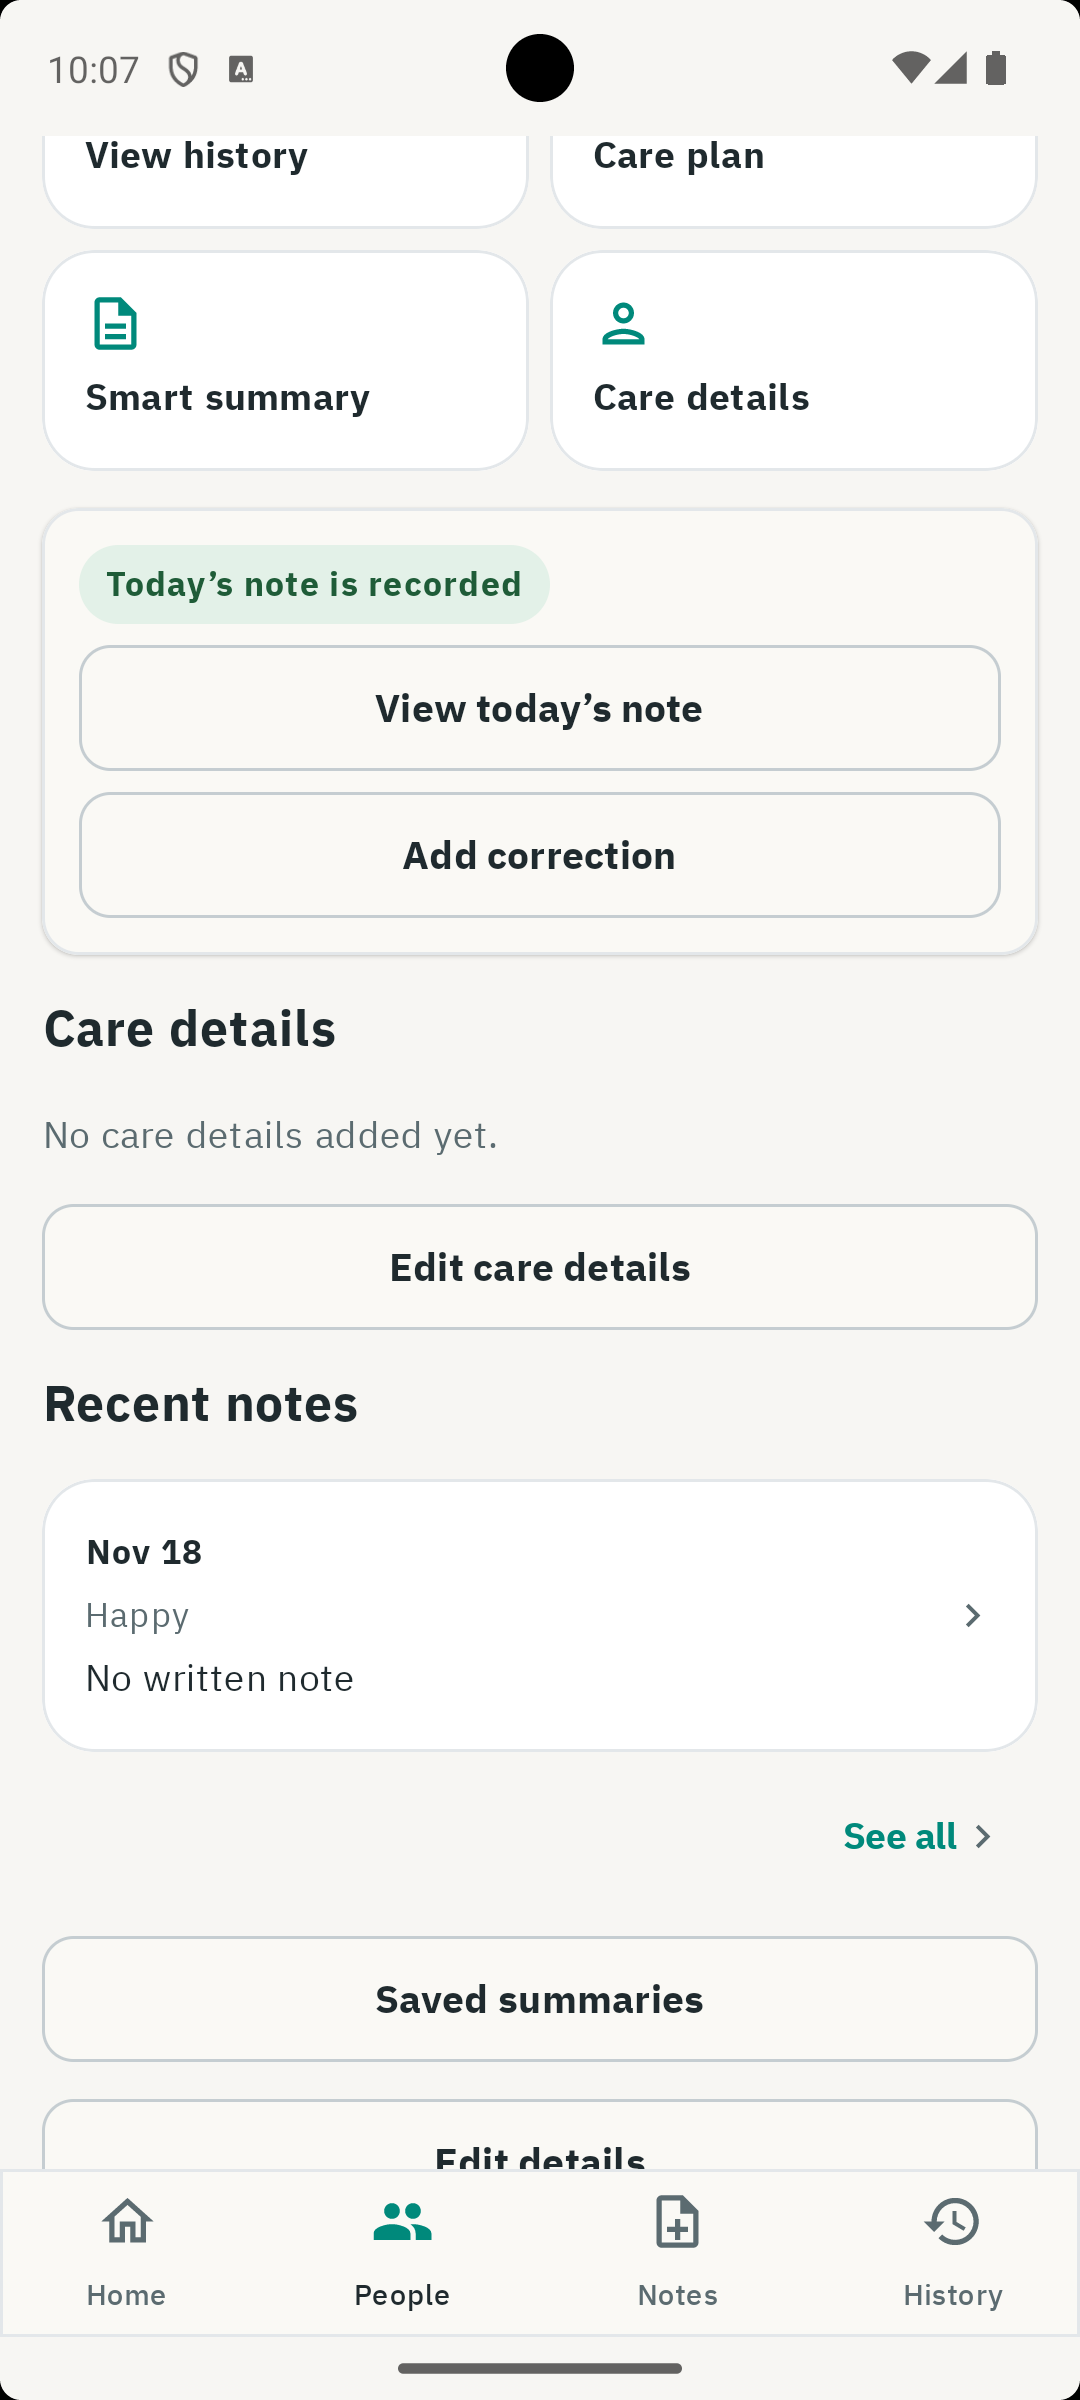 10:07
View history
Care plan
Smart summary
Care details
Today’s note is recorded
View today’s note
Add correction
Care details
No care details added yet.
Edit care details
Recent notes
Nov 18
Happy
No written note
See all
Saved summaries
Edit details
Home
People
Notes
History